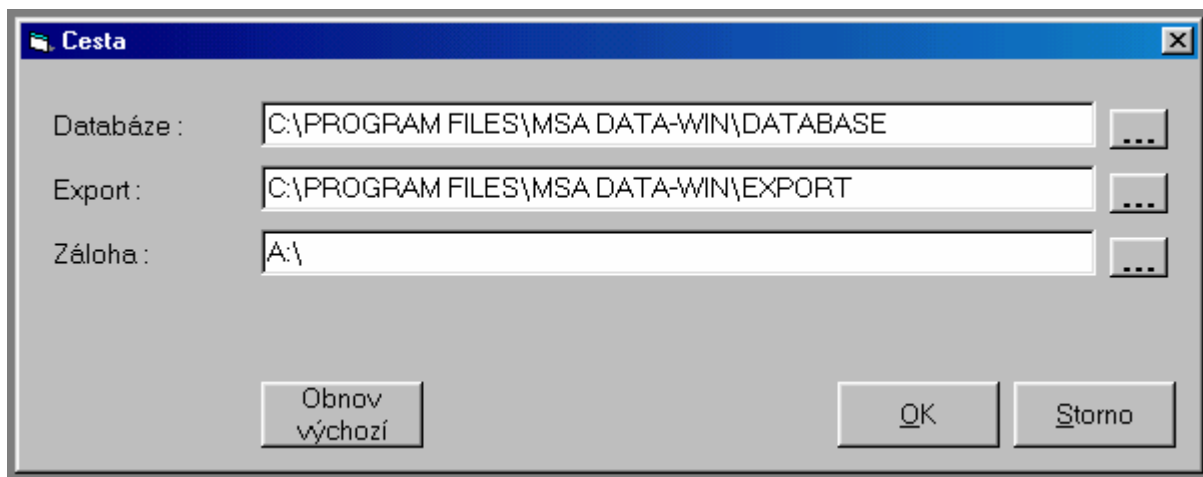 Cesta
Databáze :
C:\PROGRAM FILES\MSA DATA-WIN\DATABASE
...
Export :
C:\PROGRAM FILES\MSA DATA-WIN\EXPORT
...
Záloha :
A:\
...
Obnov
výchozí
OK
Storno